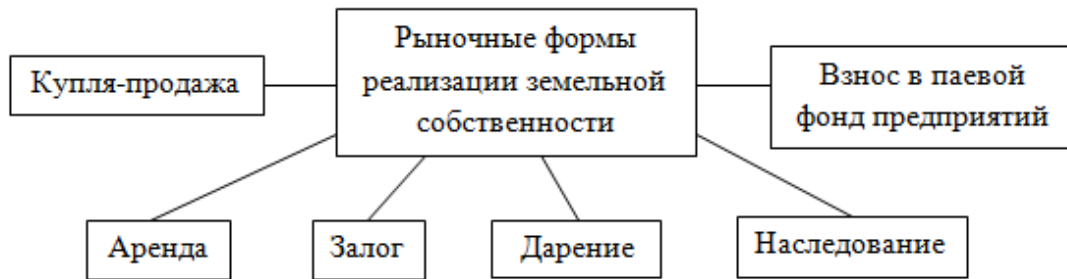 Рыночные формы
реализации земельной
собственности
Купля-продажа
Взнос в паевой
фонд предприятий
Аренда
Залог
Дарение
Наследование